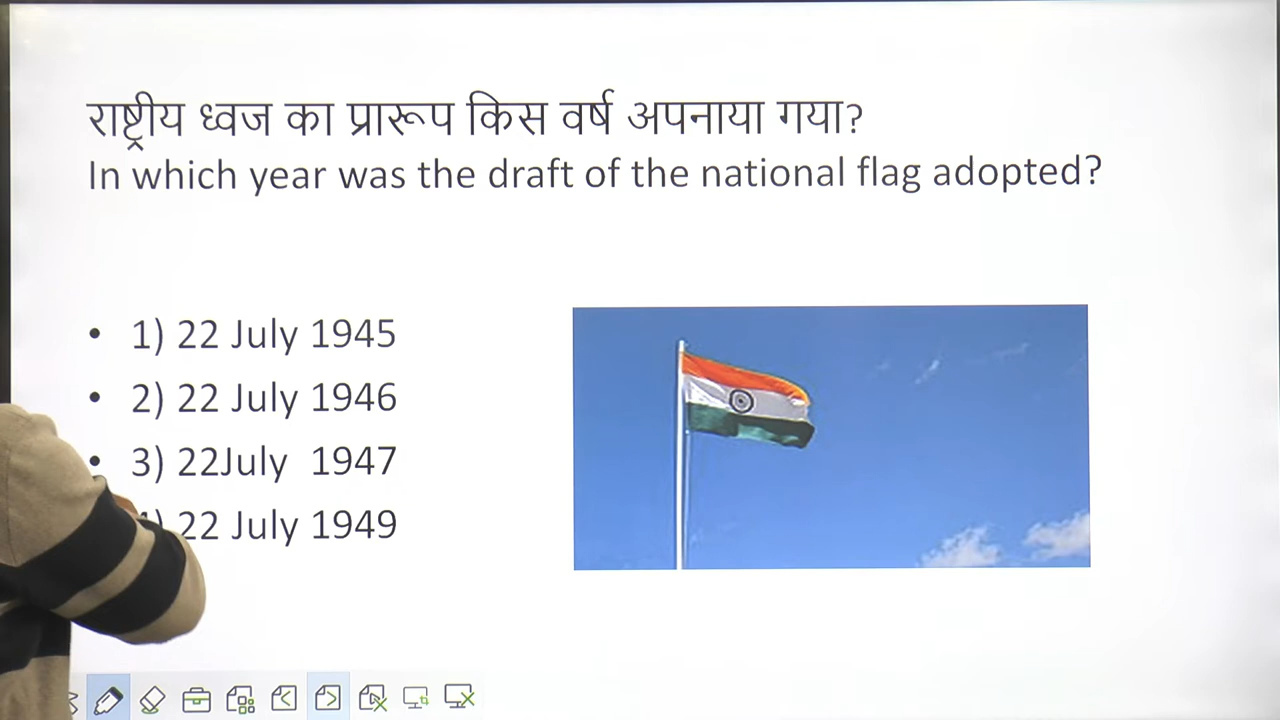 राष्ट्रीय ध्वज का प्रारूप किस वर्ष अपनाया गया?
In which year was the draft of the national flag adopted?
• 1) 22 July 1945
• 2) 22 July 1946
• 3) 22July 1947
22 July 1949